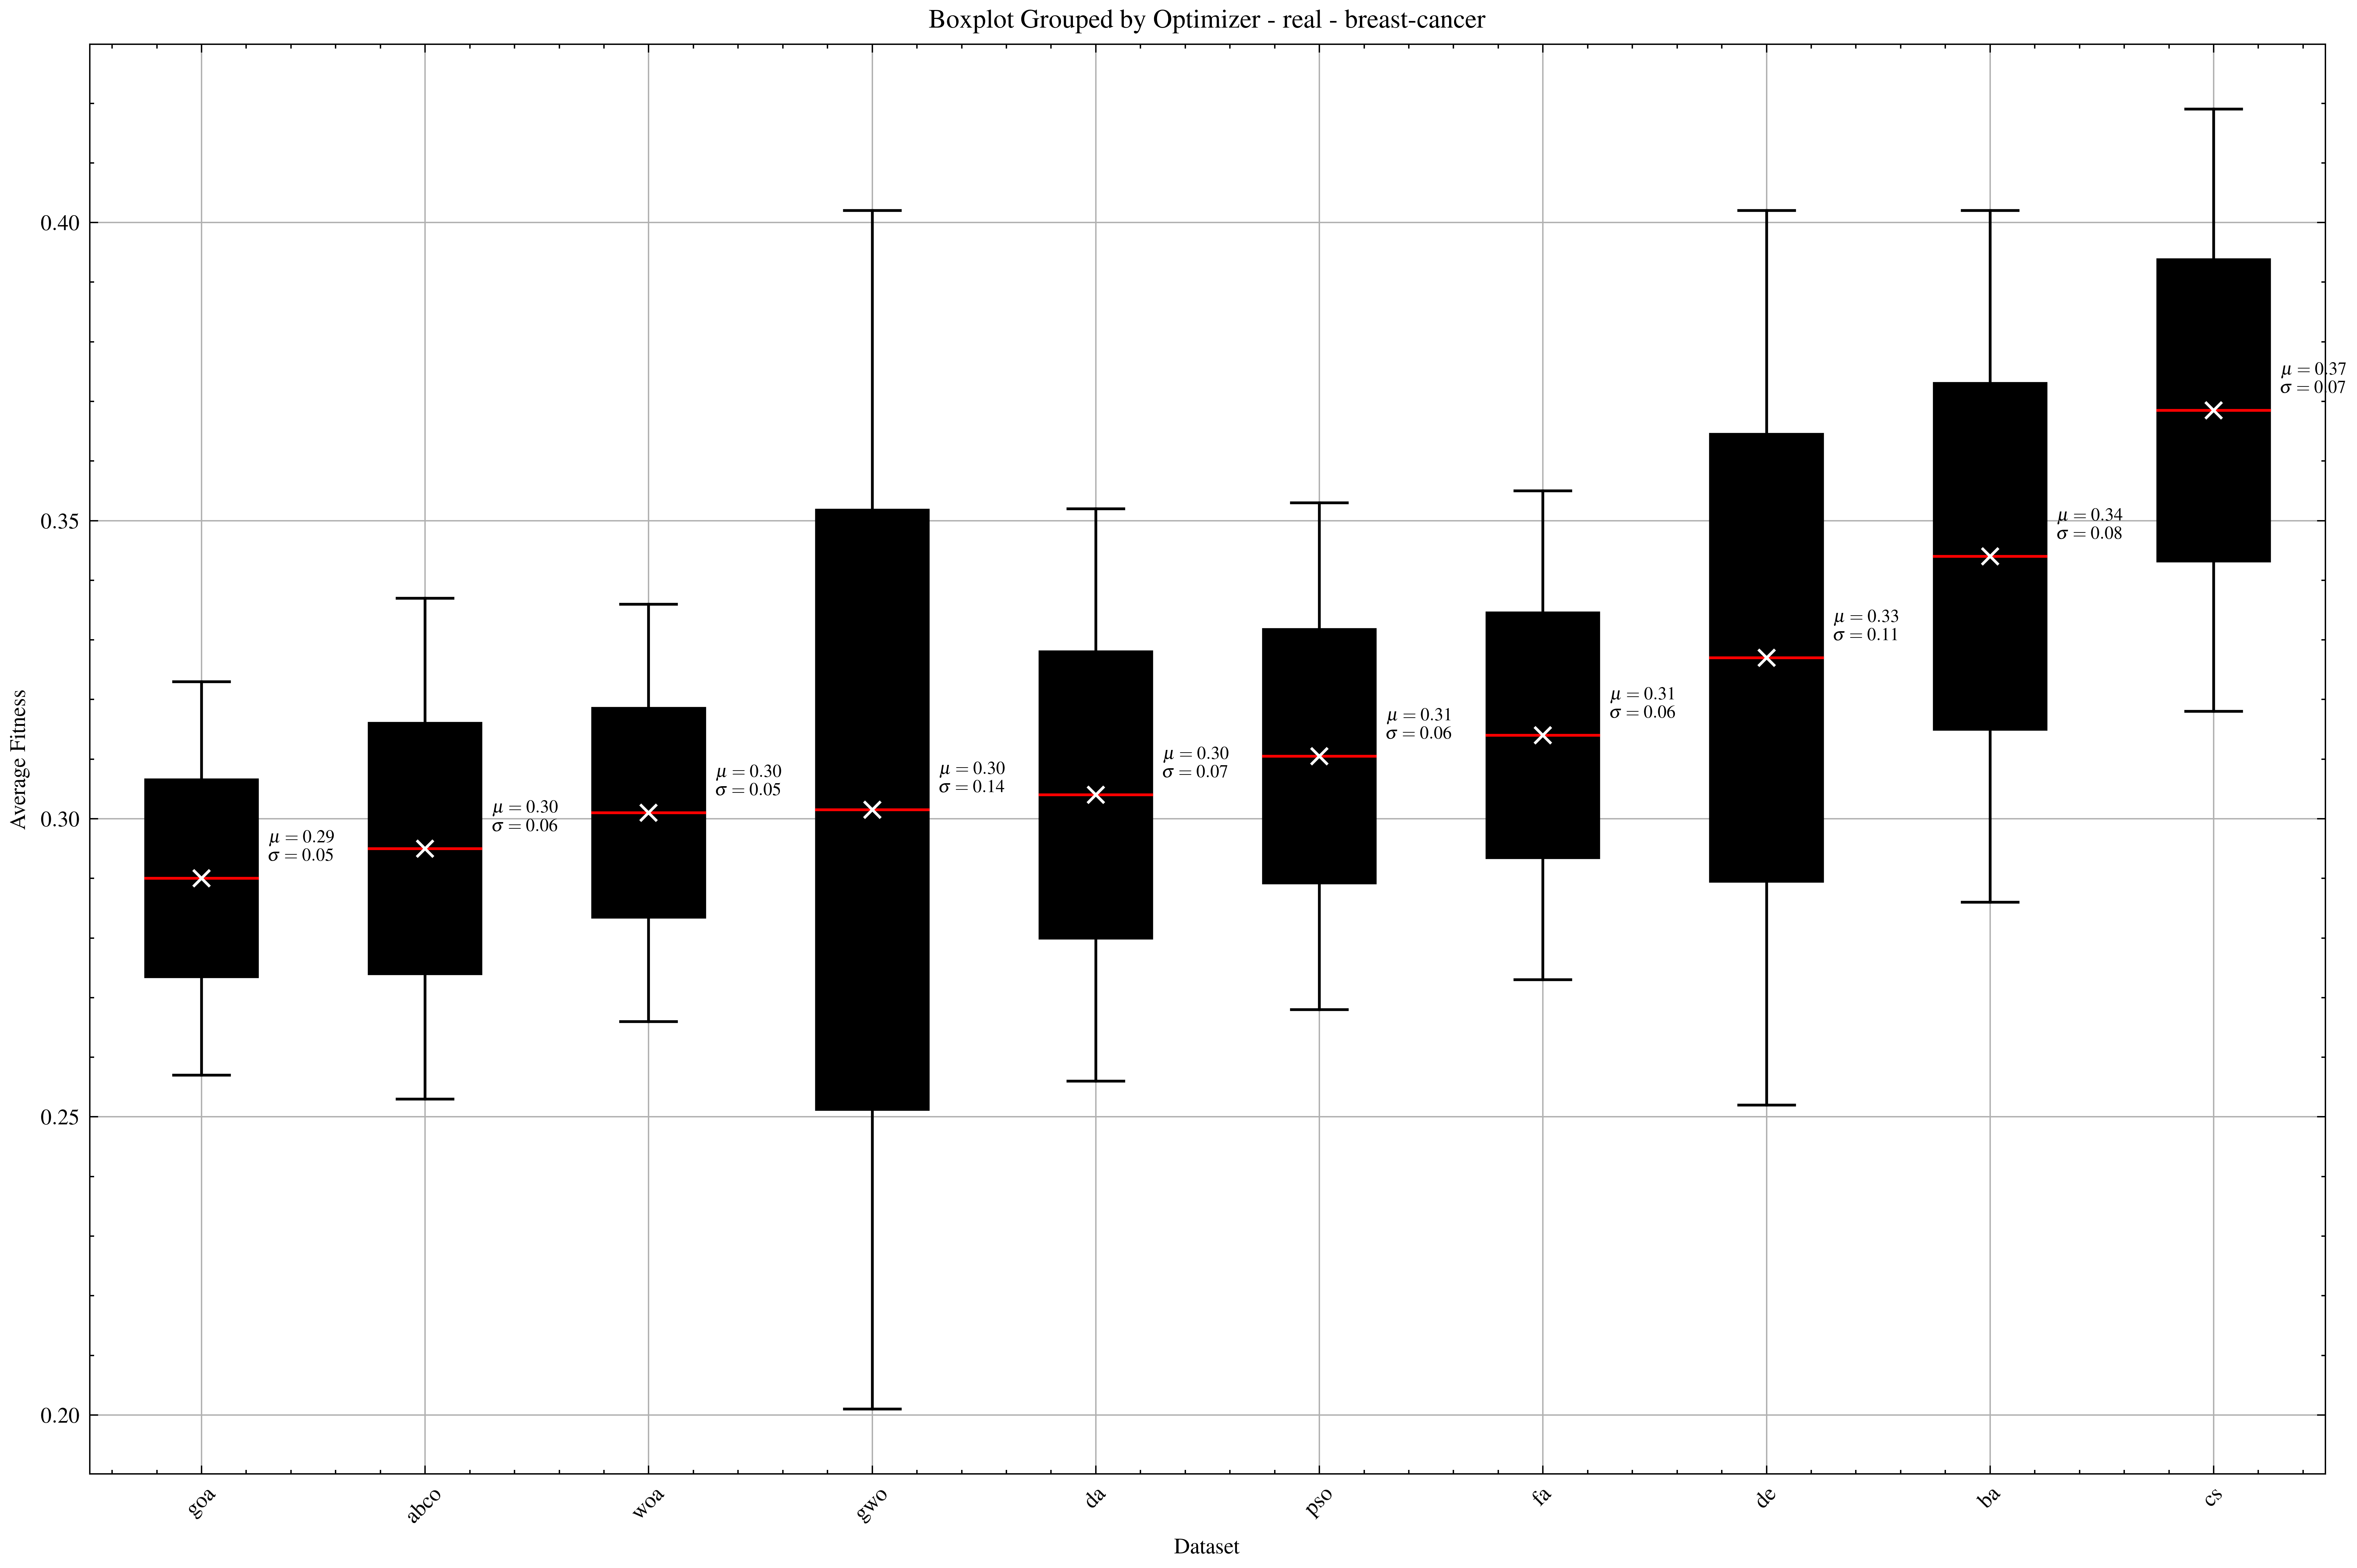 Boxplot Grouped by Optimizer - real - breast-cancer
Average Fitness
0.40
0.35
0.30
0.25
0.20
μ = 0.29
σ = 0.05
μ = 0.30
σ = 0.06
μ = 0.30
σ = 0.05
μ = 0.30
σ = 0.14
μ = 0.30
σ = 0.07
μ = 0.31
σ = 0.06
μ = 0.31
σ = 0.06
μ = 0.33
σ = 0.11
μ = 0.34
σ = 0.08
μ = 0.37
σ = 0.07
goa
abco
woa
gwo
da
pso
fa
de
ba
cs
Dataset